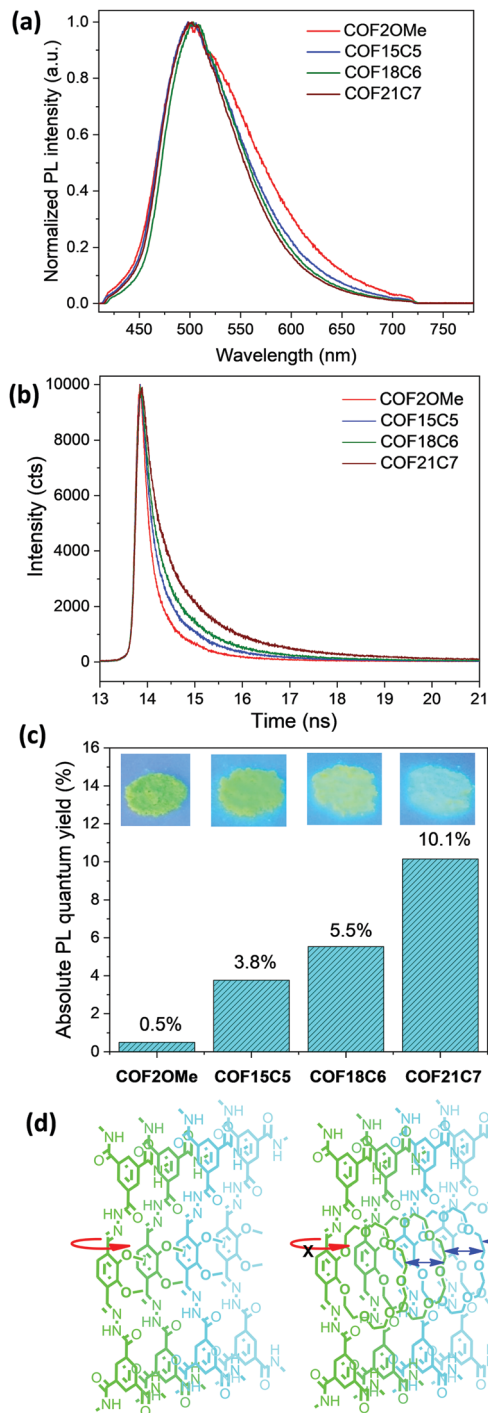 (a)
Normalized PL intensity (a.u.)
1.0
0.8
0.6
0.4
0.2
0.0
COF2OMe
COF15C5
COF18C6
COF21C7
450 500 550 600 650 700 750
Wavelength (nm)
(b)
Intensity (cts)
10000
8000
6000
4000
2000
0
COF2OMe
COF15C5
COF18C6
COF21C7
13 14 15 16 17 18 19 20 21
Time (ns)
(c)
Absolute PL quantum yield (%)
16
14
12
10
8
6
4
2
0
0.5%
3.8%
5.5%
10.1%
COF2OMe COF15C5 COF18C6 COF21C7
(d)
X